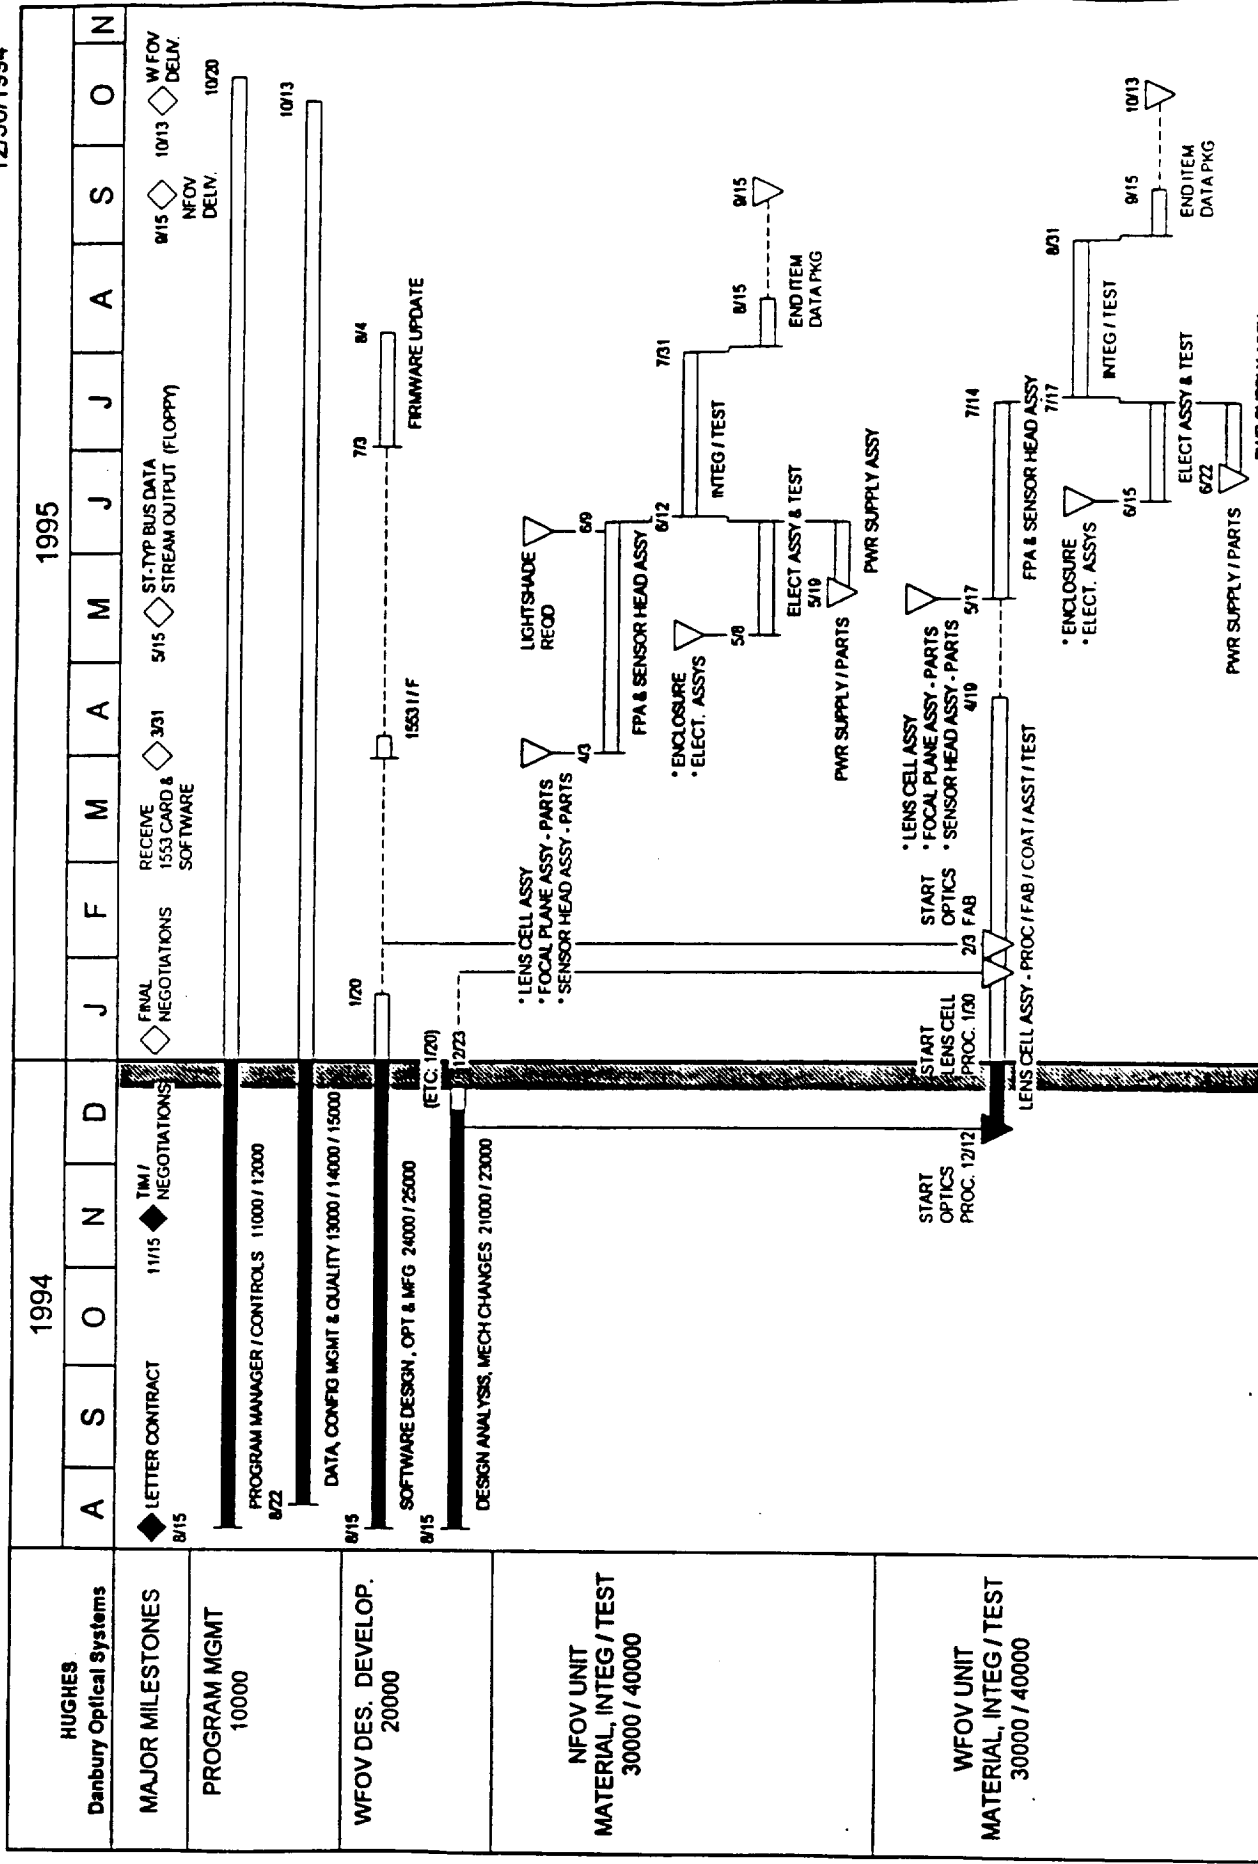 12/30/1994
HUGHES
Danbury Optical Systems
1994
1995
A S O N D J F M A M J J A S O N
MAJOR MILESTONES
LETTER CONTRACT
8/15
11/15
TIM /
NEGOTIATIONS
FINAL
NEGOTIATIONS
RECEIVE
1553 CARD &
SOFTWARE
3/31
5/15
ST-TYP BUS DATA
STREAM OUTPUT (FLOPPY)
9/15
NFOV
DELIV.
10/13
W FOV
DELIV.
PROGRAM MGMT
10000
10/20
PROGRAM MANAGER / CONTROLS 11000 / 12000
8/22
10/13
DATA, CONFIG MGMT & QUALITY 13000 / 14000 / 15000
WFOV DES. DEVELOP.
20000
8/15
1/20
1553 I / F
7/3
8/4
FIRMWARE UPDATE
SOFTWARE DESIGN , OPT & MFG 24000 / 25000
8/15
(ETC: 1/20)
12/23
DESIGN ANALYSIS, MECH CHANGES 21000 / 23000
NFOV UNIT
MATERIAL, INTEG / TEST
30000 / 40000
* LENS CELL ASSY
* FOCAL PLANE ASSY - PARTS
* SENSOR HEAD ASSY - PARTS
4/3
LIGHTSHADE
REQD
6/9
FPA & SENSOR HEAD ASSY
6/12
7/31
INTEG / TEST
* ENCLOSURE
* ELECT. ASSYS
5/8
8/15
9/15
END ITEM
DATA PKG
ELECT ASSY & TEST
5/19
PWR SUPPLY / PARTS
PWR SUPPLY ASSY
WFOV UNIT
MATERIAL, INTEG / TEST
30000 / 40000
START
OPTICS
PROC. 12/12
START
LENS CELL
PROC. 1/30
START
OPTICS
2/3 FAB
* LENS CELL ASSY
* FOCAL PLANE ASSY - PARTS
* SENSOR HEAD ASSY - PARTS
4/19
5/17
7/14
LENS CELL ASSY - PROC / FAB / COAT / ASST / TEST
FPA & SENSOR HEAD ASSY
7/17
8/31
INTEG / TEST
* ENCLOSURE
* ELECT. ASSYS
6/15
9/15
10/13
END ITEM
DATA PKG
ELECT ASSY & TEST
6/22
PWR SUPPLY / PARTS